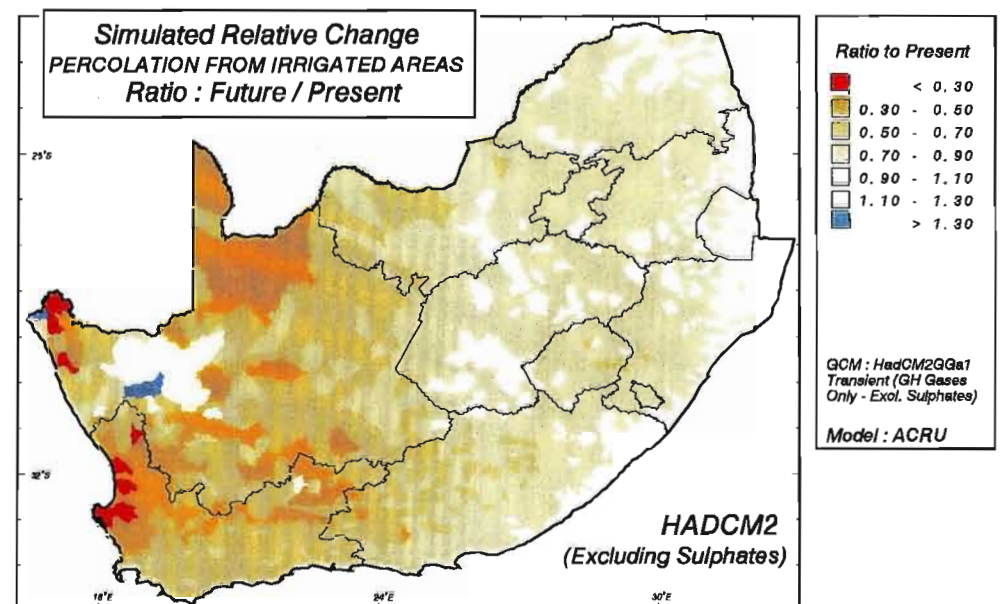 Simulated Relative Change
PERCOLATION FROM IRRIGATED AREAS
Ratio : Future / Present
Ratio to Present
< 0.30
0.30 - 0.50
0.50 - 0.70
0.70 - 0.90
0.90 - 1.10
1.10 - 1.30
> 1.30
GCM : HadCM2GGa1
Transient (GH Gases
Only - Excl. Sulphates)
Model : ACRU
HADCM2
(Excluding Sulphates)
32°S
24°E
30°E